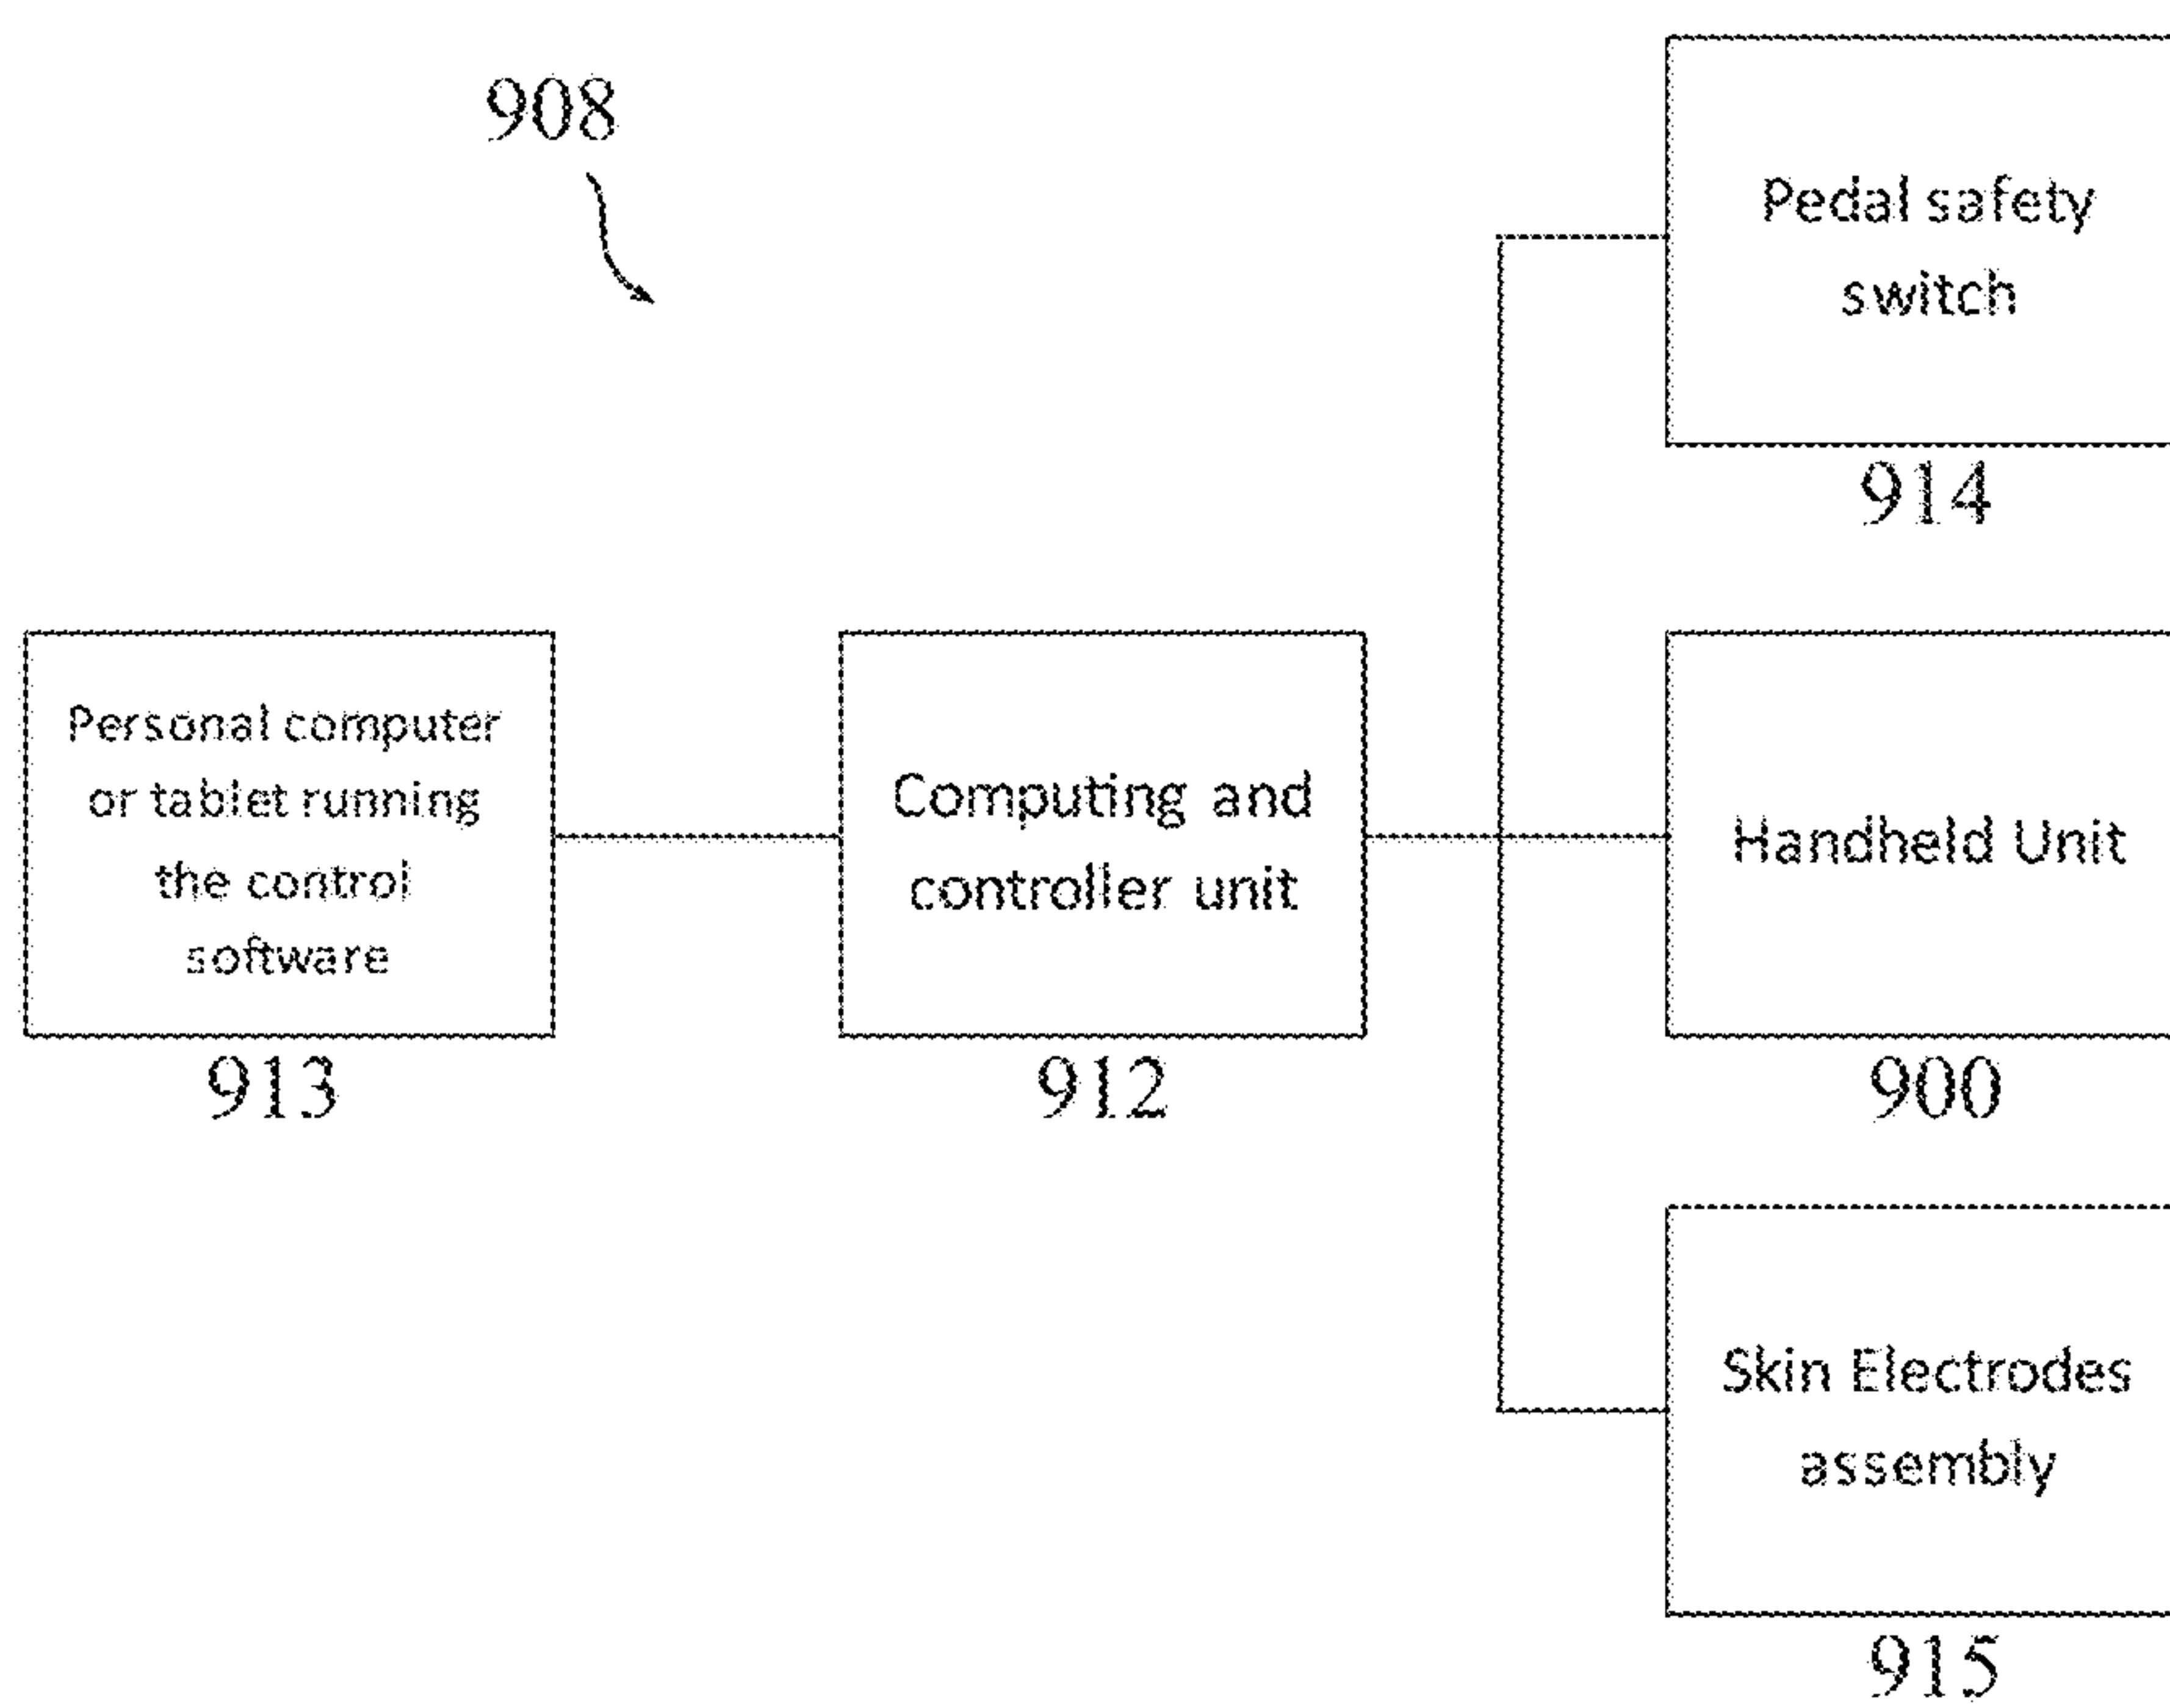 908
Pedal safety
switch
914
Personal computer
or tablet running
the control
software
913
Computing and
controller unit
912
Handheld Unit
900
Skin Electrodes
assembly
915